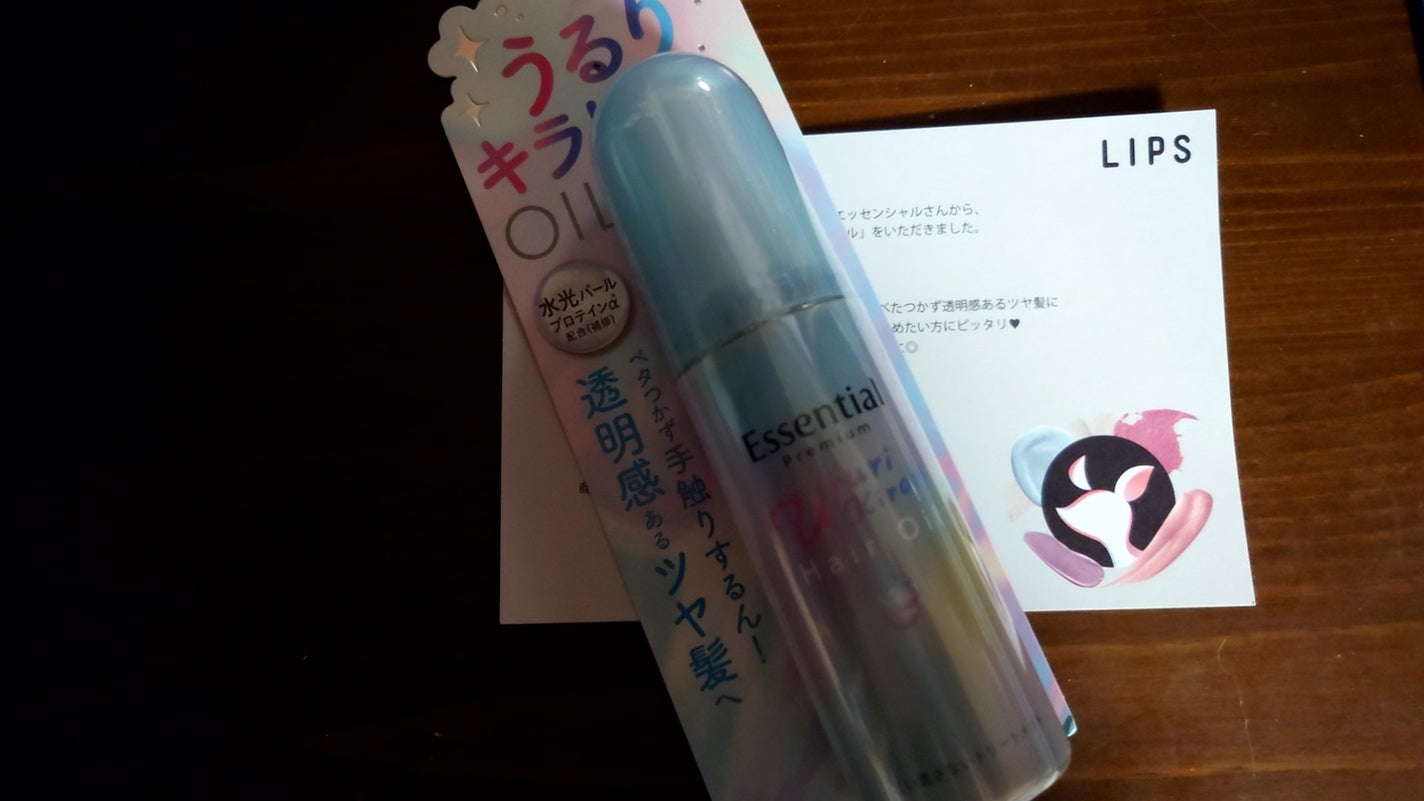 うるり
キラ
OIL
水光パール
プロテインα*
配合(補修)
ベタつかず手触りするん!
透明感あるツヤ髪へ
Essential
Premium
Hair Oil
LIPS
エッセンシャルさんから、
ル」をいただきました。
べたつかず透明感あるツヤ髪に
めたい方にピッタリ♥